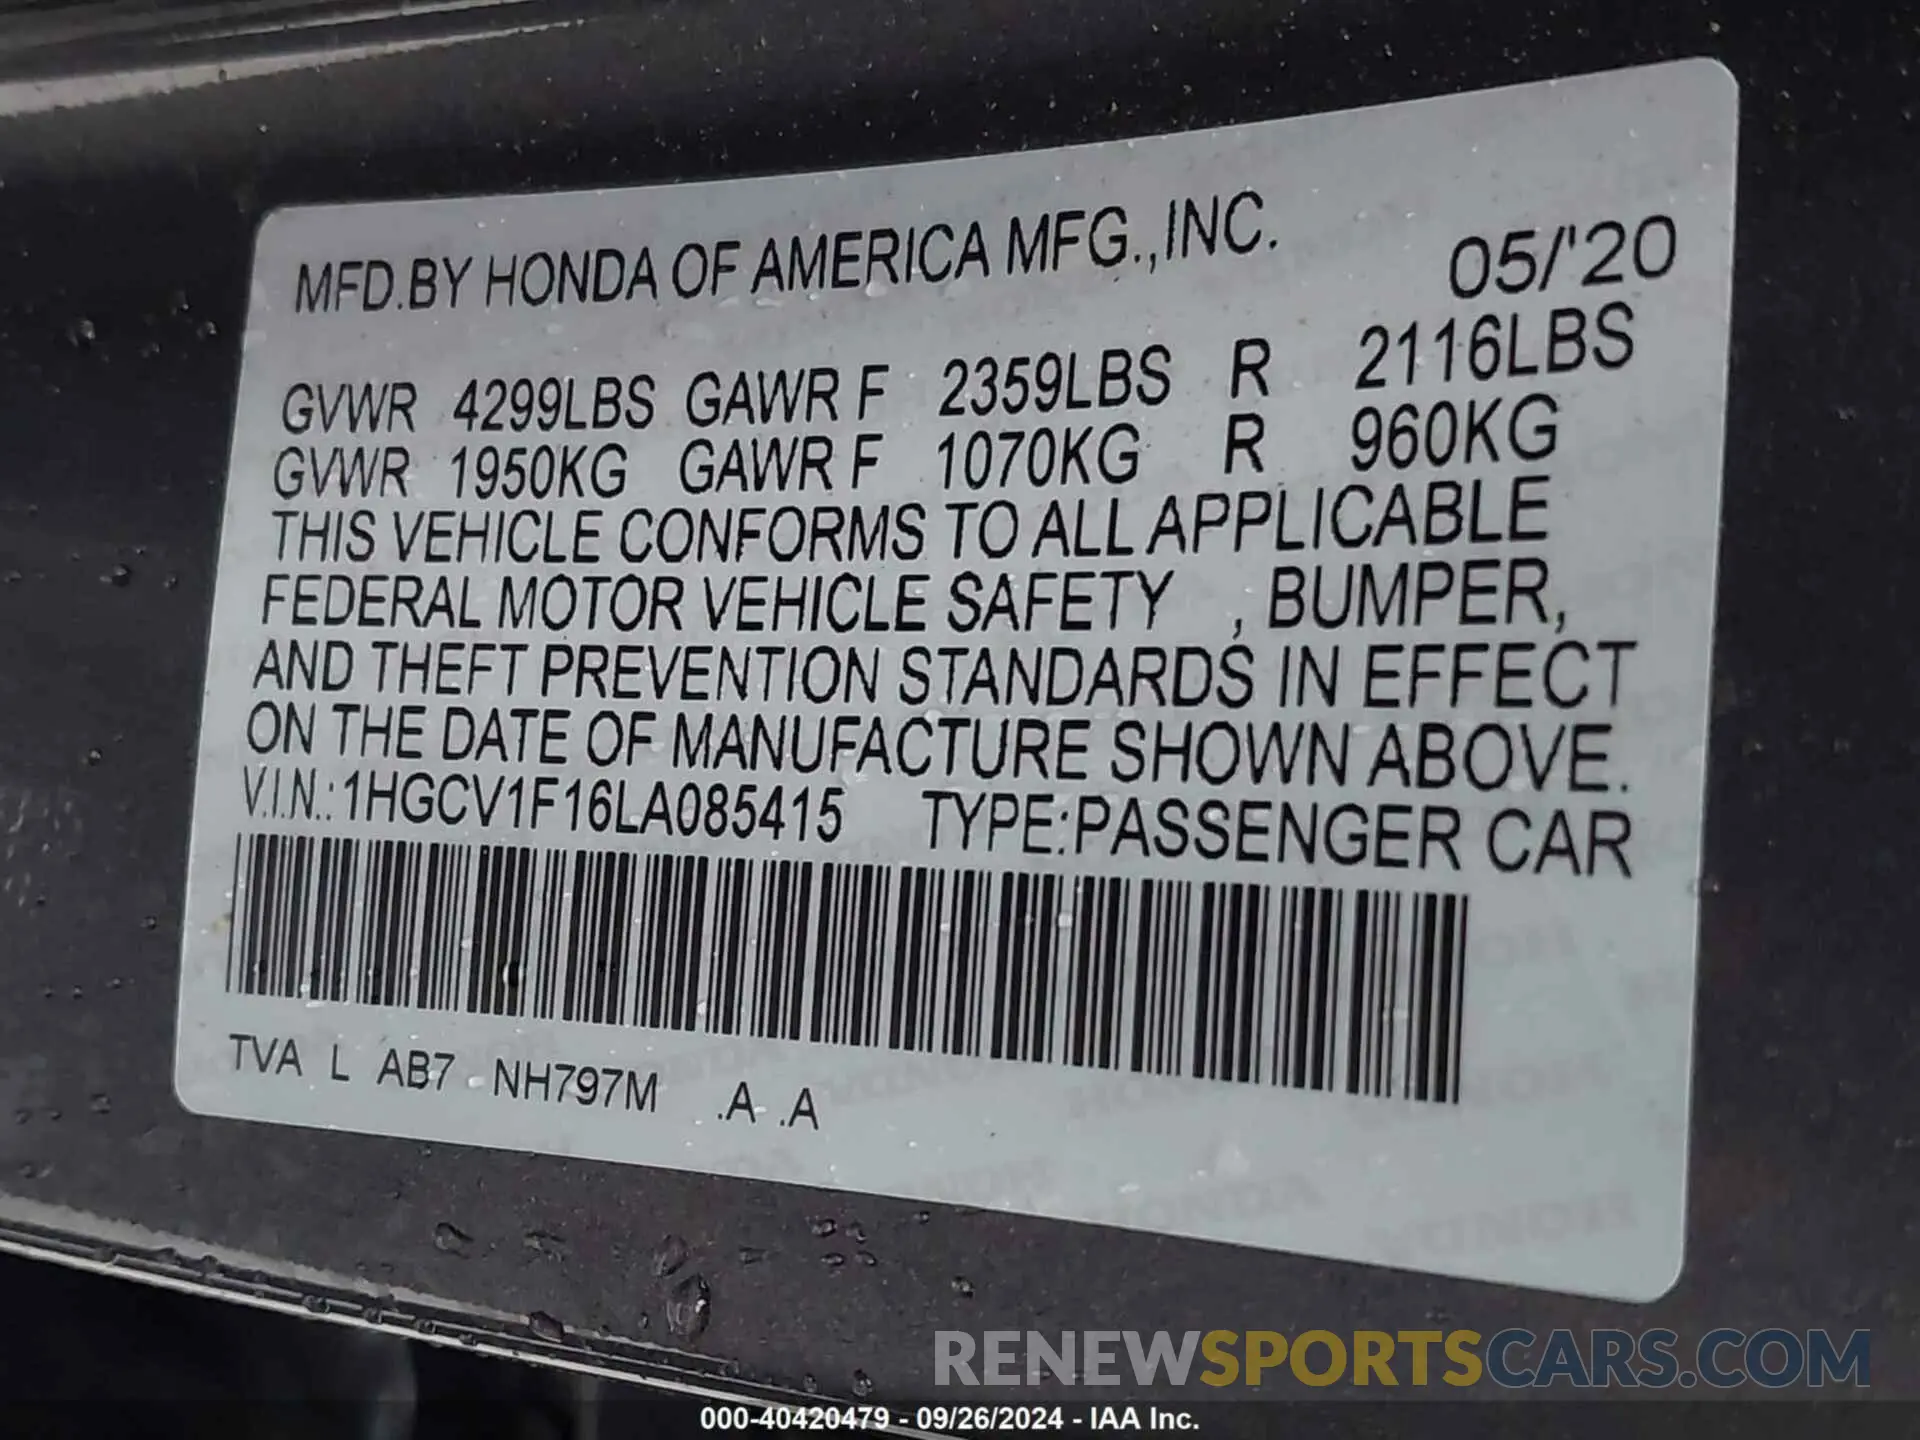 MFD.BY HONDA OF AMERICA MFG.,INC. 05/'20
GVWR 4299LBS GAWR F 2359LBS R 2116LBS
GVWR 1950KG GAWR F 1070KG R 960KG
THIS VEHICLE CONFORMS TO ALL APPLICABLE
FEDERAL MOTOR VEHICLE SAFETY , BUMPER,
AND THEFT PREVENTION STANDARDS IN EFFECT
ON THE DATE OF MANUFACTURE SHOWN ABOVE.
V.I.N.:1HGCV1F16LA085415 TYPE:PASSENGER CAR
TVA L AB7 NH797M .A .A
RENEWSPORTSCARS.COM
000-40420479 - 09/26/2024 - IAA Inc.